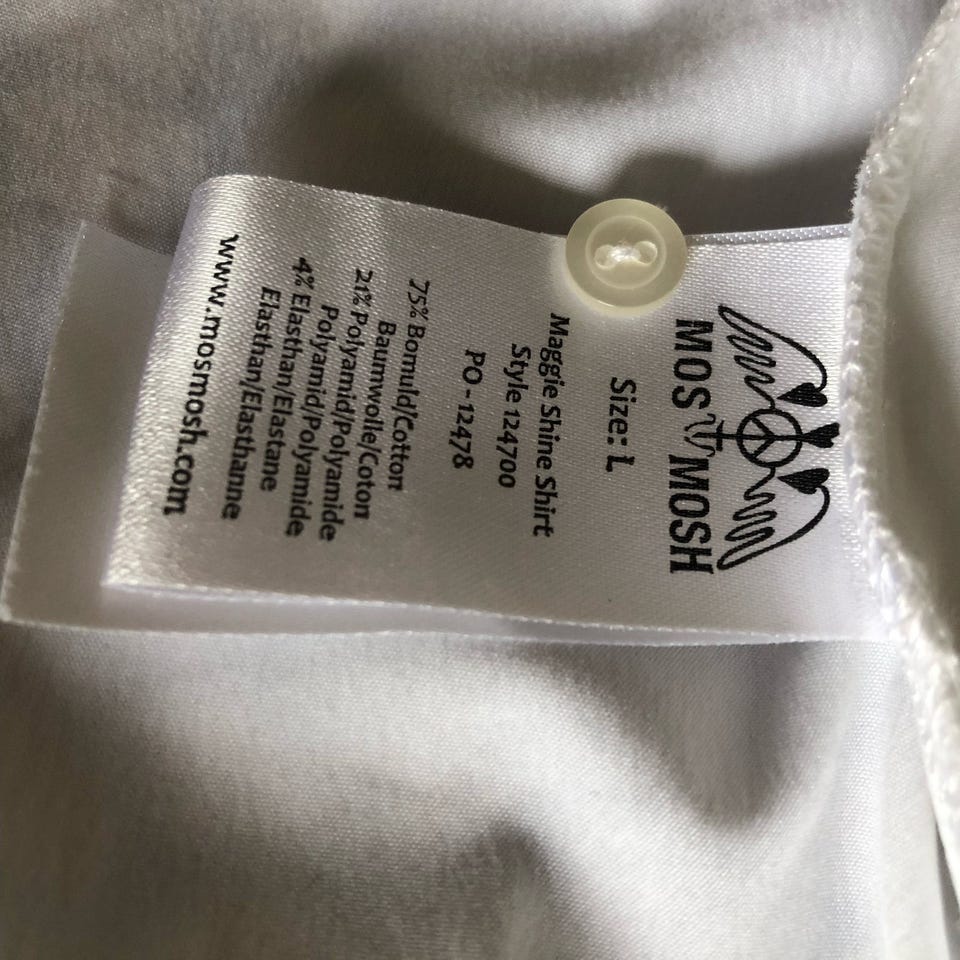 MOS MOSH
Size: L
Maggie Shine Shirt
Style 124700
PO - 12478
75% Bomuld/Cotton
Baumwolle/Coton
21% Polyamid/Polyamide
Polyamid/Polyamide
4% Elasthan/Elastane
Elasthan/Elasthanne
www.mosmosh.com